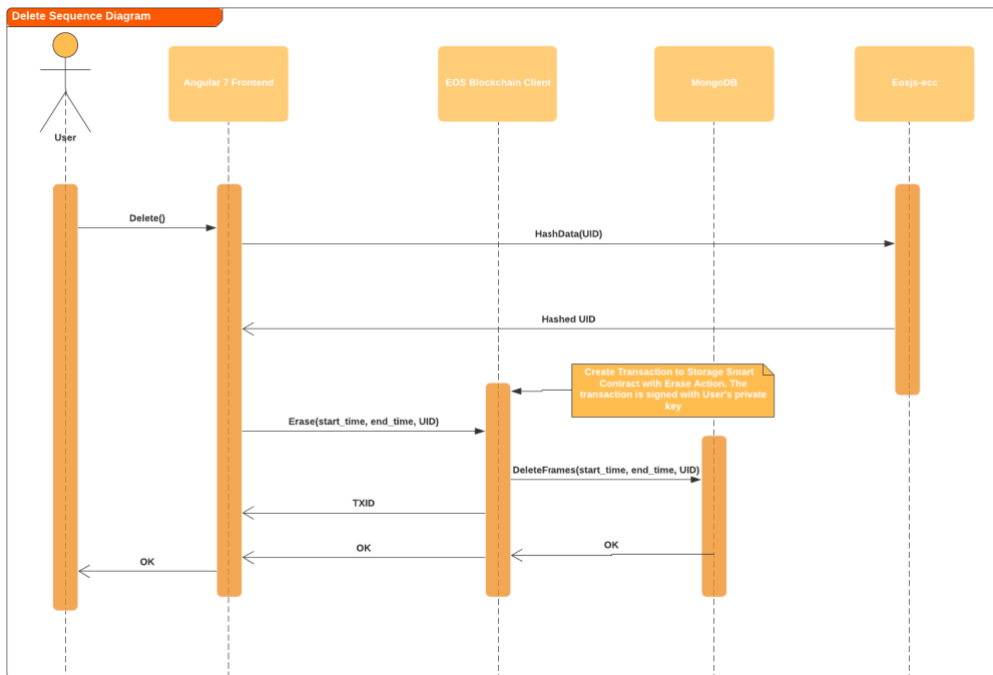 Delete Sequence Diagram
User
Angular 7 Frontend
EOS Blockchain Client
MongoDB
Eosjs-ecc
Delete()
HashData(UID)
Hashed UID
Create Transaction to Storage Smart
Contract with Erase Action. The
transaction is signed with User's private
key
Erase(start_time, end_time, UID)
DeleteFrames(start_time, end_time, UID)
TXID
OK
OK
OK